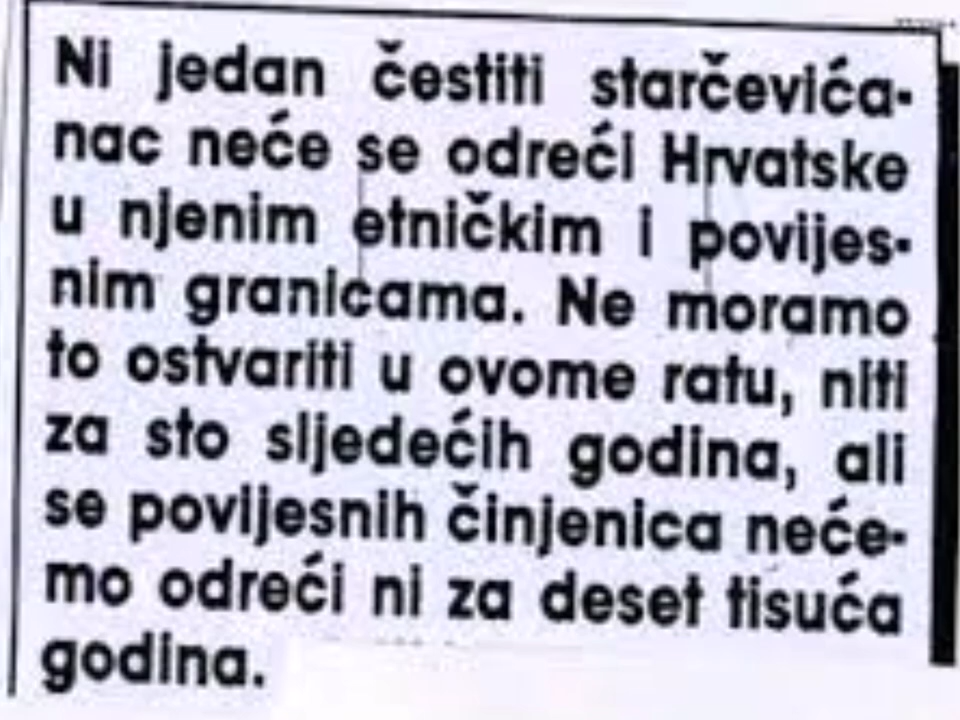 Ni jedan čestiti starčevića-
nac neće se odreći Hrvatske
u njenim etničkim i povijes-
nim granicama. Ne moramo
to ostvariti u ovome ratu, niti
za sto sljedećih godina, ali
se povijesnih činjenica neće-
mo odreći ni za deset tisuća
godina.